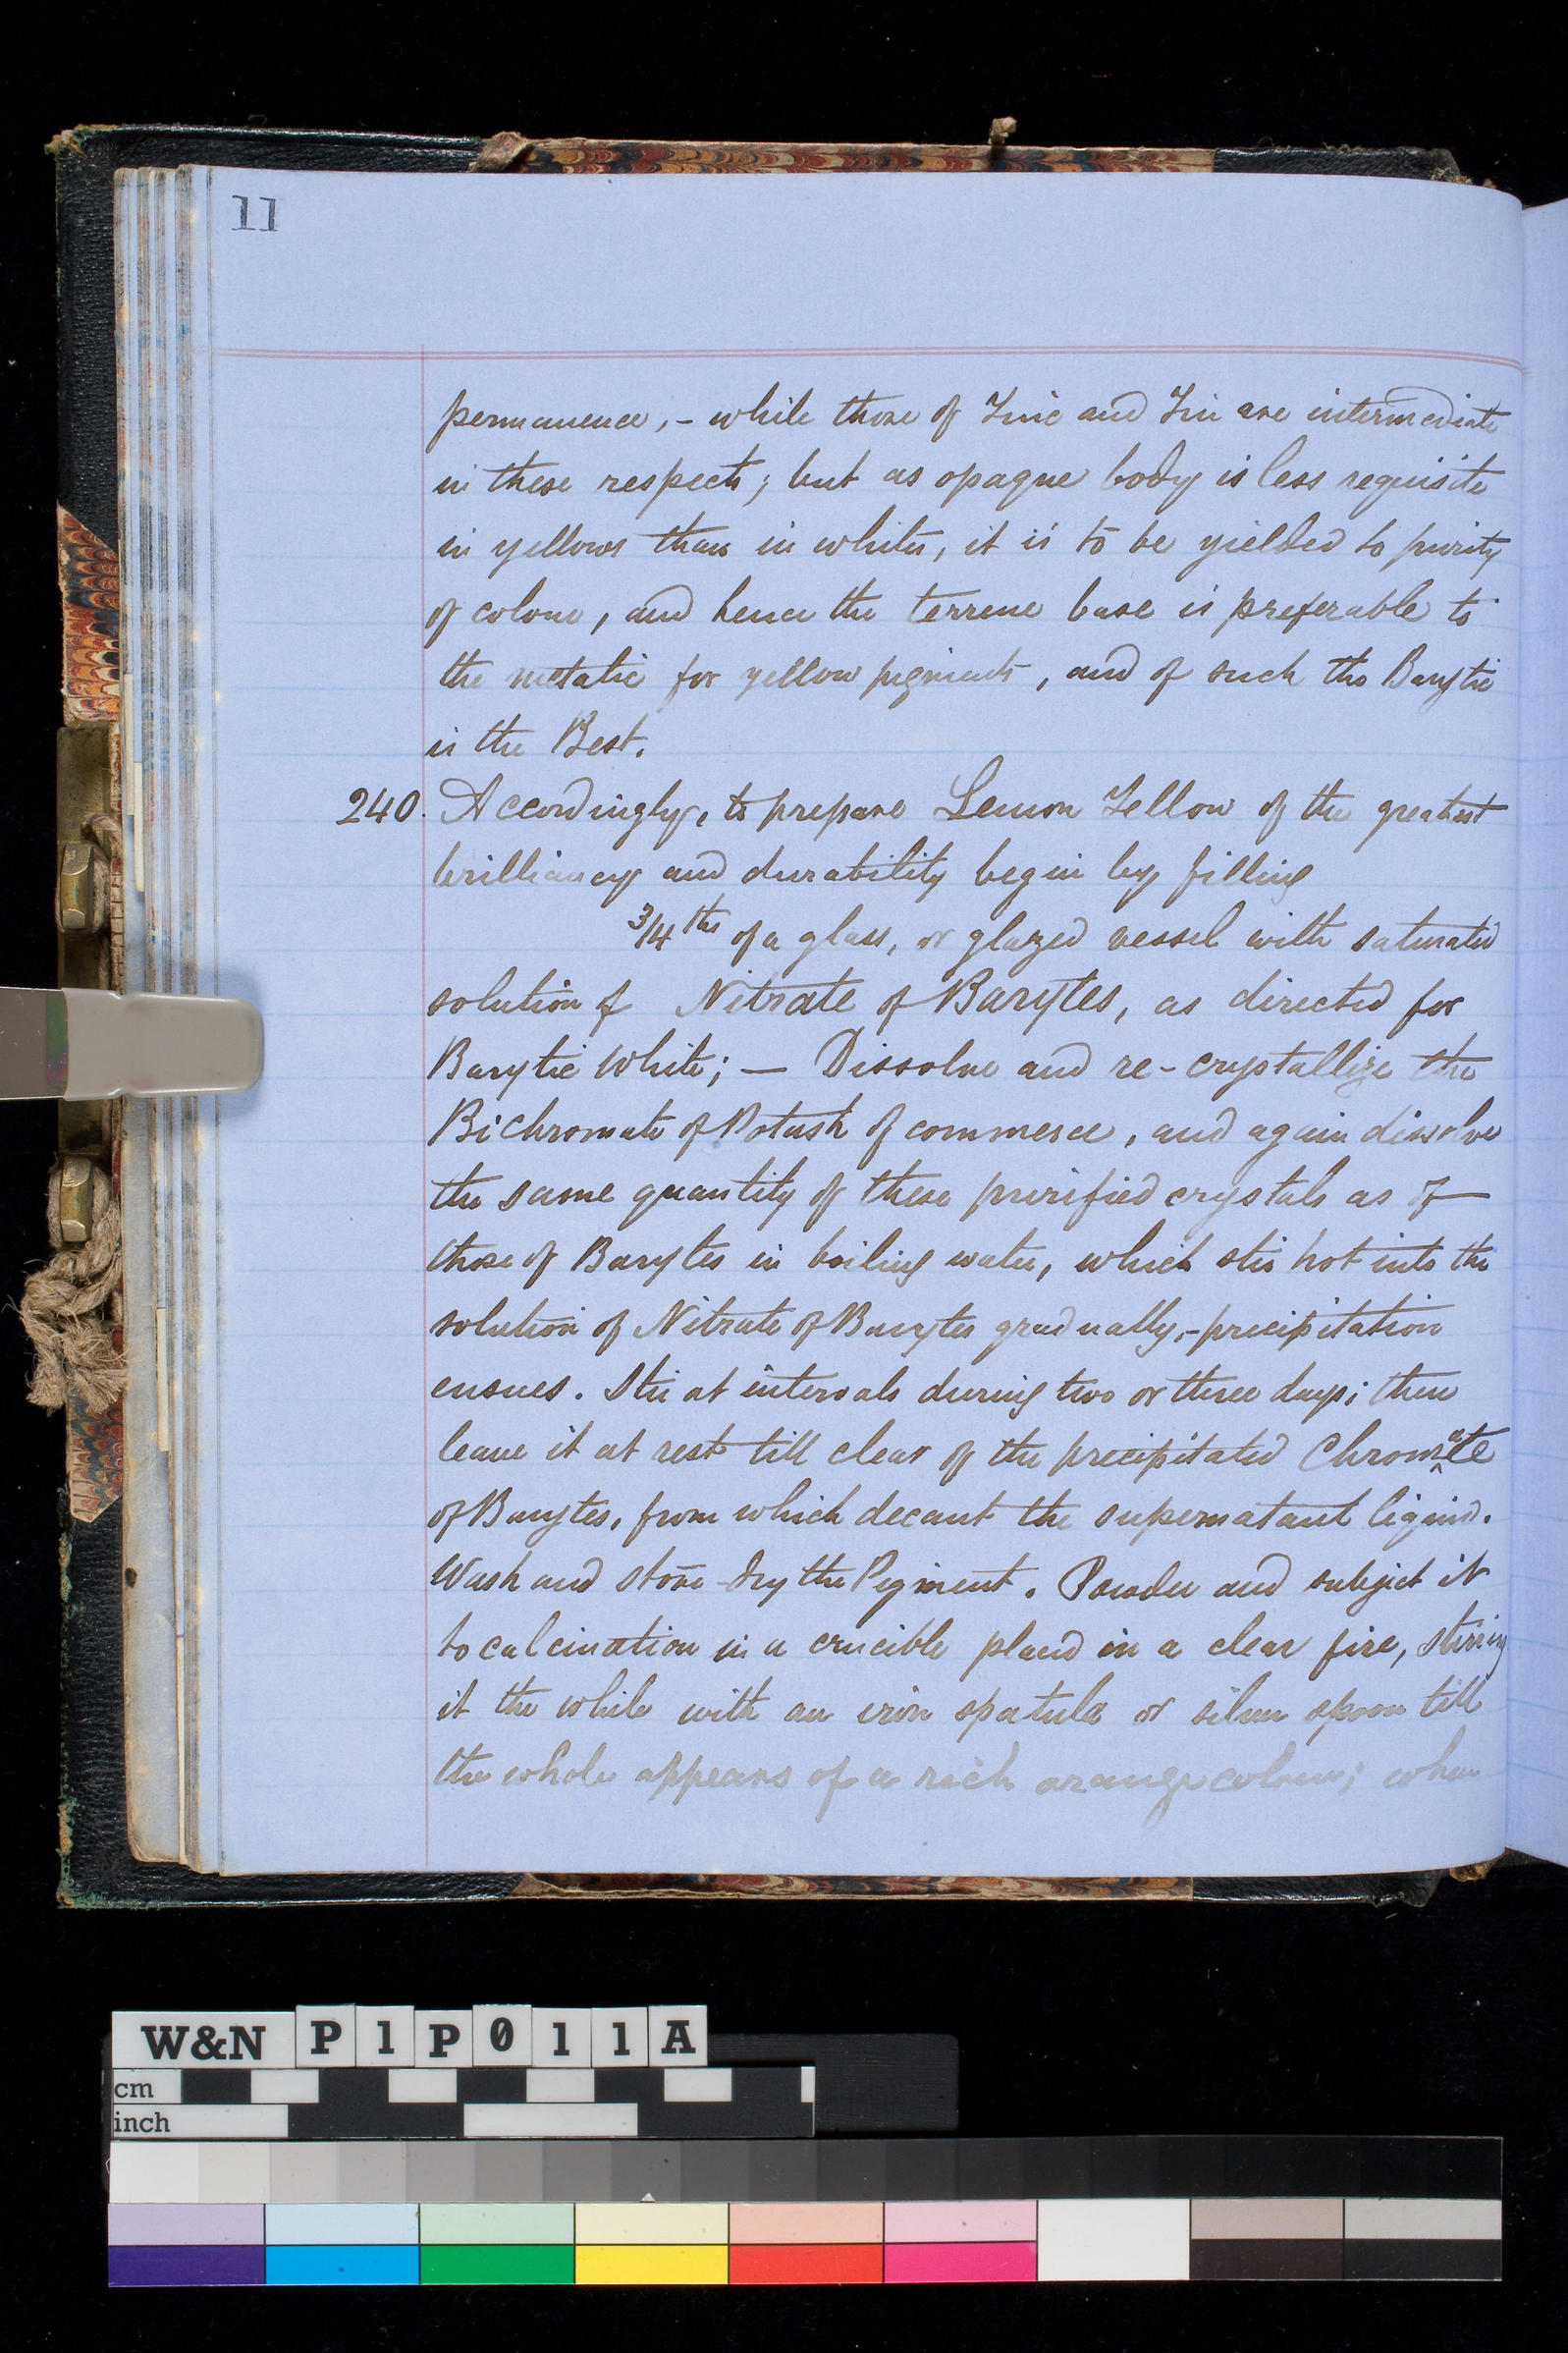 11
permanence, - while those of Zinc and Tin are intermediate
in these respects; but as opaque body is less requisite
in yellows than in whites, it is to be yielded to purity
of colour, and hence the terrene base is preferable to
the metalic for yellow pigments, and of such the Barytic
is the Best.
240. Accordingly, to prepare Lemon Yellow of the greatest
brilliancy and durability begin by filling
3/4ths of a glass, or glazed vessel with saturated
solution of Nitrate of Barytes, as directed for
Barytic White; — Dissolve and re-crystallize the
Bichromate of Potash of commerce, and again dissolve
the same quantity of these purified crystals as of
those of Barytes in boiling water, which stir hot into the
solution of Nitrate of Barytes gradually, - precipitation
ensues. Stir at intervals during two or three days; then
leave it at rest till clear of the precipitated Chromate
of Barytes, from which decant the supernatant liquid.
Wash and stove-dry the Pigment. Powder and subject it
to calcination in a crucible placed in a clear fire, stirring
it the while with an iron spatula or silver spoon till
the whole appears of a rich orange colour; when
W&N P1P011A
cm
inch